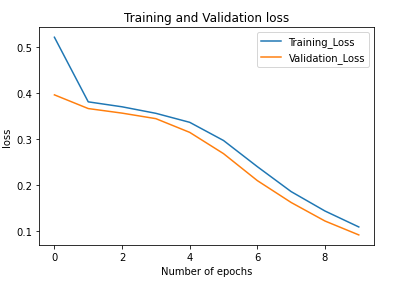 Training and Validation loss
Training_Loss
Validation_Loss
loss
0.5
0.4
0.3
0.2
0.1
0 2 4 6 8
Number of epochs